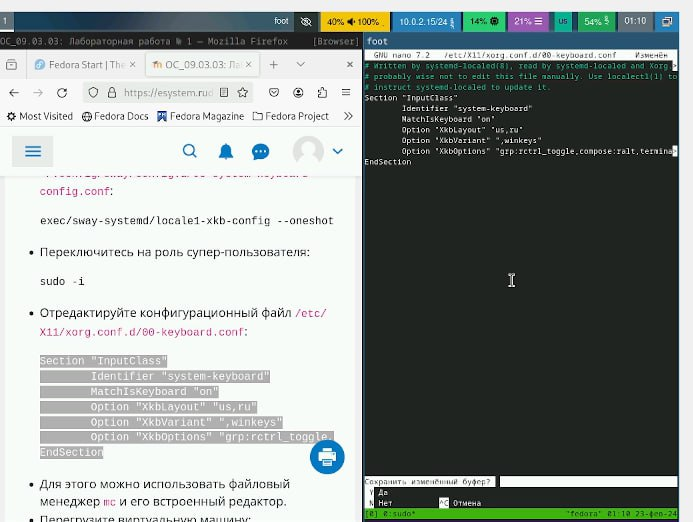 1
foot
40% 100%
10.0.2.15/24
14%
21%
us
54%
01:10
ОС_09.03.03: Лабораторная работа № 1 — Mozilla Firefox [Browser]
Fedora Start | The
ОС_09.03.03: Ла
https://esystem.rud
Most Visited
Fedora Docs
Fedora Magazine
Fedora Project
config.conf:
exec/sway-systemd/locale1-xkb-config --oneshot
Переключитесь на роль супер-пользователя:
sudo -i
Отредактируйте конфигурационный файл /etc/
X11/xorg.conf.d/00-keyboard.conf:
Section "InputClass"
Identifier "system-keyboard"
MatchIsKeyboard "on"
Option "XkbLayout" "us,ru"
Option "XkbVariant" ",winkeys"
Option "XkbOptions" "grp:rctrl_toggle,
EndSection
Для этого можно использовать файловый
менеджер mc и его встроенный редактор.
Перегрузите виртуальную машину:
foot
GNU nano 7.2 /etc/X11/xorg.conf.d/00-keyboard.conf Изменён
# Written by systemd-localed(8), read by systemd-localed and Xorg.>
# probably wise not to edit this file manually. Use localectl(1) to
# instruct systemd-localed to update it.
Section "InputClass"
Identifier "system-keyboard"
MatchIsKeyboard "on"
Option "XkbLayout" "us,ru"
Option "XkbVariant" ",winkeys"
Option "XkbOptions" "grp:rctrl_toggle,compose:ralt,termina>
EndSection
Сохранить изменённый буфер?
Y Да
N Нет ^C Отмена
[0] 0:sudo* "fedora" 01:10 23-фев-24